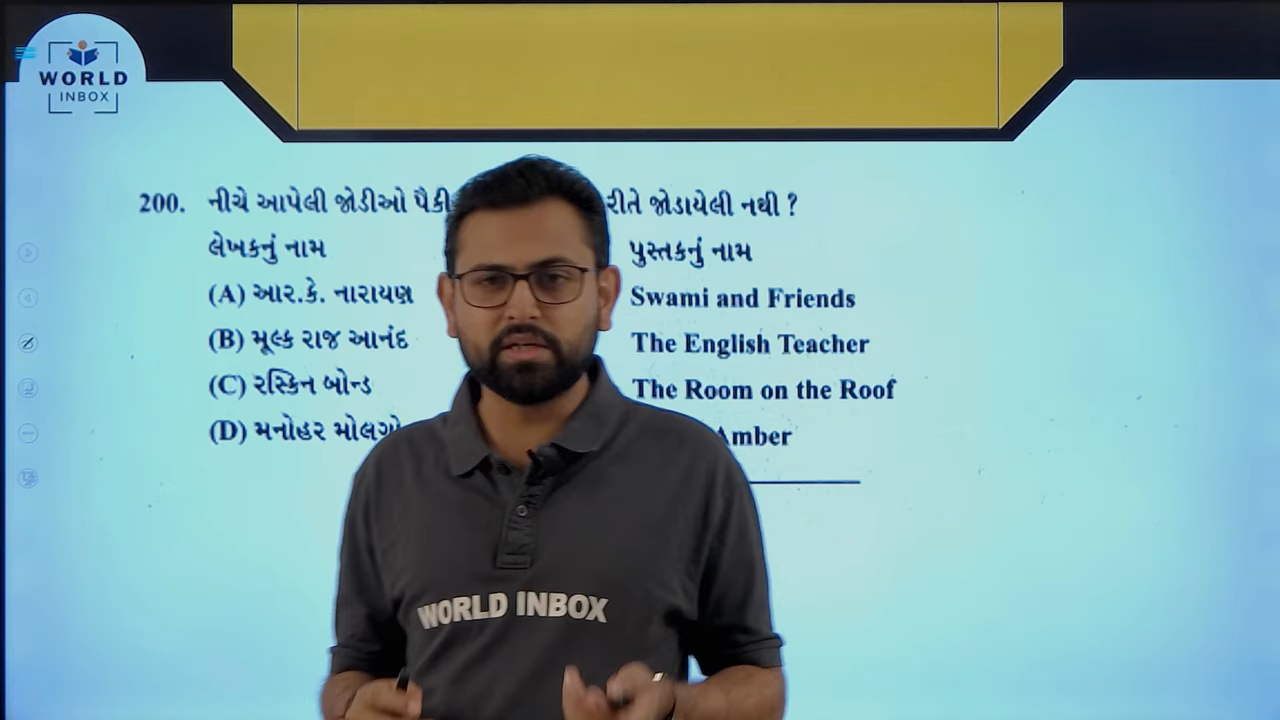 WORLD
INBOX
200. નીચે આપેલી જોડીઓ પૈકી રીતે જોડાયેલી નથી ?
લેખકનું નામ પુસ્તકનું નામ
(A) આર.કે. નારાયણ Swami and Friends
(B) મૂલ્ક રાજ આનંદ The English Teacher
(C) રસ્કિન બોન્ડ The Room on the Roof
(D) મનોહર Amber
WORLD INBOX